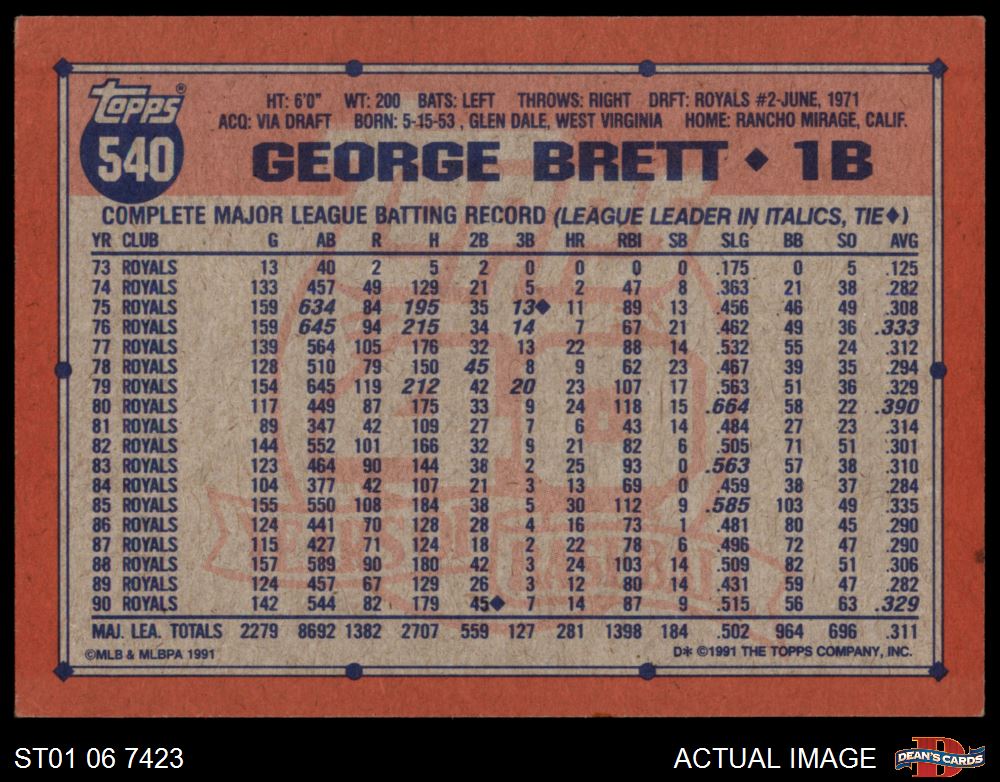 topps®
540
HT: 6'0" WT: 200 BATS: LEFT THROWS: RIGHT DRFT: ROYALS #2-JUNE, 1971
ACQ: VIA DRAFT BORN: 5-15-53 , GLEN DALE, WEST VIRGINIA HOME: RANCHO MIRAGE, CALIF.
GEORGE BRETT ◆ 1B
COMPLETE MAJOR LEAGUE BATTING RECORD (LEAGUE LEADER IN ITALICS, TIE◆)
YR CLUB G AB R H 2B 3B HR RBI SB SLG BB SO AVG
73 ROYALS 13 40 2 5 2 0 0 0 0 .175 0 5 .125
74 ROYALS 133 457 49 129 21 5 2 47 8 .363 21 38 .282
75 ROYALS 159 634 84 195 35 13◆ 11 89 13 .456 46 49 .308
76 ROYALS 159 645 94 215 34 14 7 67 21 .462 49 36 .333
77 ROYALS 139 564 105 176 32 13 22 88 14 .532 55 24 .312
78 ROYALS 128 510 79 150 45 8 9 62 23 .467 39 35 .294
79 ROYALS 154 645 119 212 42 20 23 107 17 .563 51 36 .329
80 ROYALS 117 449 87 175 33 9 24 118 15 .664 58 22 .390
81 ROYALS 89 347 42 109 27 7 6 43 14 .484 27 23 .314
82 ROYALS 144 552 101 166 32 9 21 82 6 .505 71 51 .301
83 ROYALS 123 464 90 144 38 2 25 93 0 .563 57 38 .310
84 ROYALS 104 377 42 107 21 3 13 69 0 .459 38 37 .284
85 ROYALS 155 550 108 184 38 5 30 112 9 .585 103 49 .335
86 ROYALS 124 441 70 128 28 4 16 73 1 .481 80 45 .290
87 ROYALS 115 427 71 124 18 2 22 78 6 .496 72 47 .290
88 ROYALS 157 589 90 180 42 3 24 103 14 .509 82 51 .306
89 ROYALS 124 457 67 129 26 3 12 80 14 .431 59 47 .282
90 ROYALS 142 544 82 179 45◆ 7 14 87 9 .515 56 63 .329
MAJ. LEA. TOTALS 2279 8692 1382 2707 559 127 281 1398 184 .502 964 696 .311
©MLB & MLBPA 1991 D* ©1991 THE TOPPS COMPANY, INC.
ST01 06 7423 ACTUAL IMAGE DEAN'S CARDS